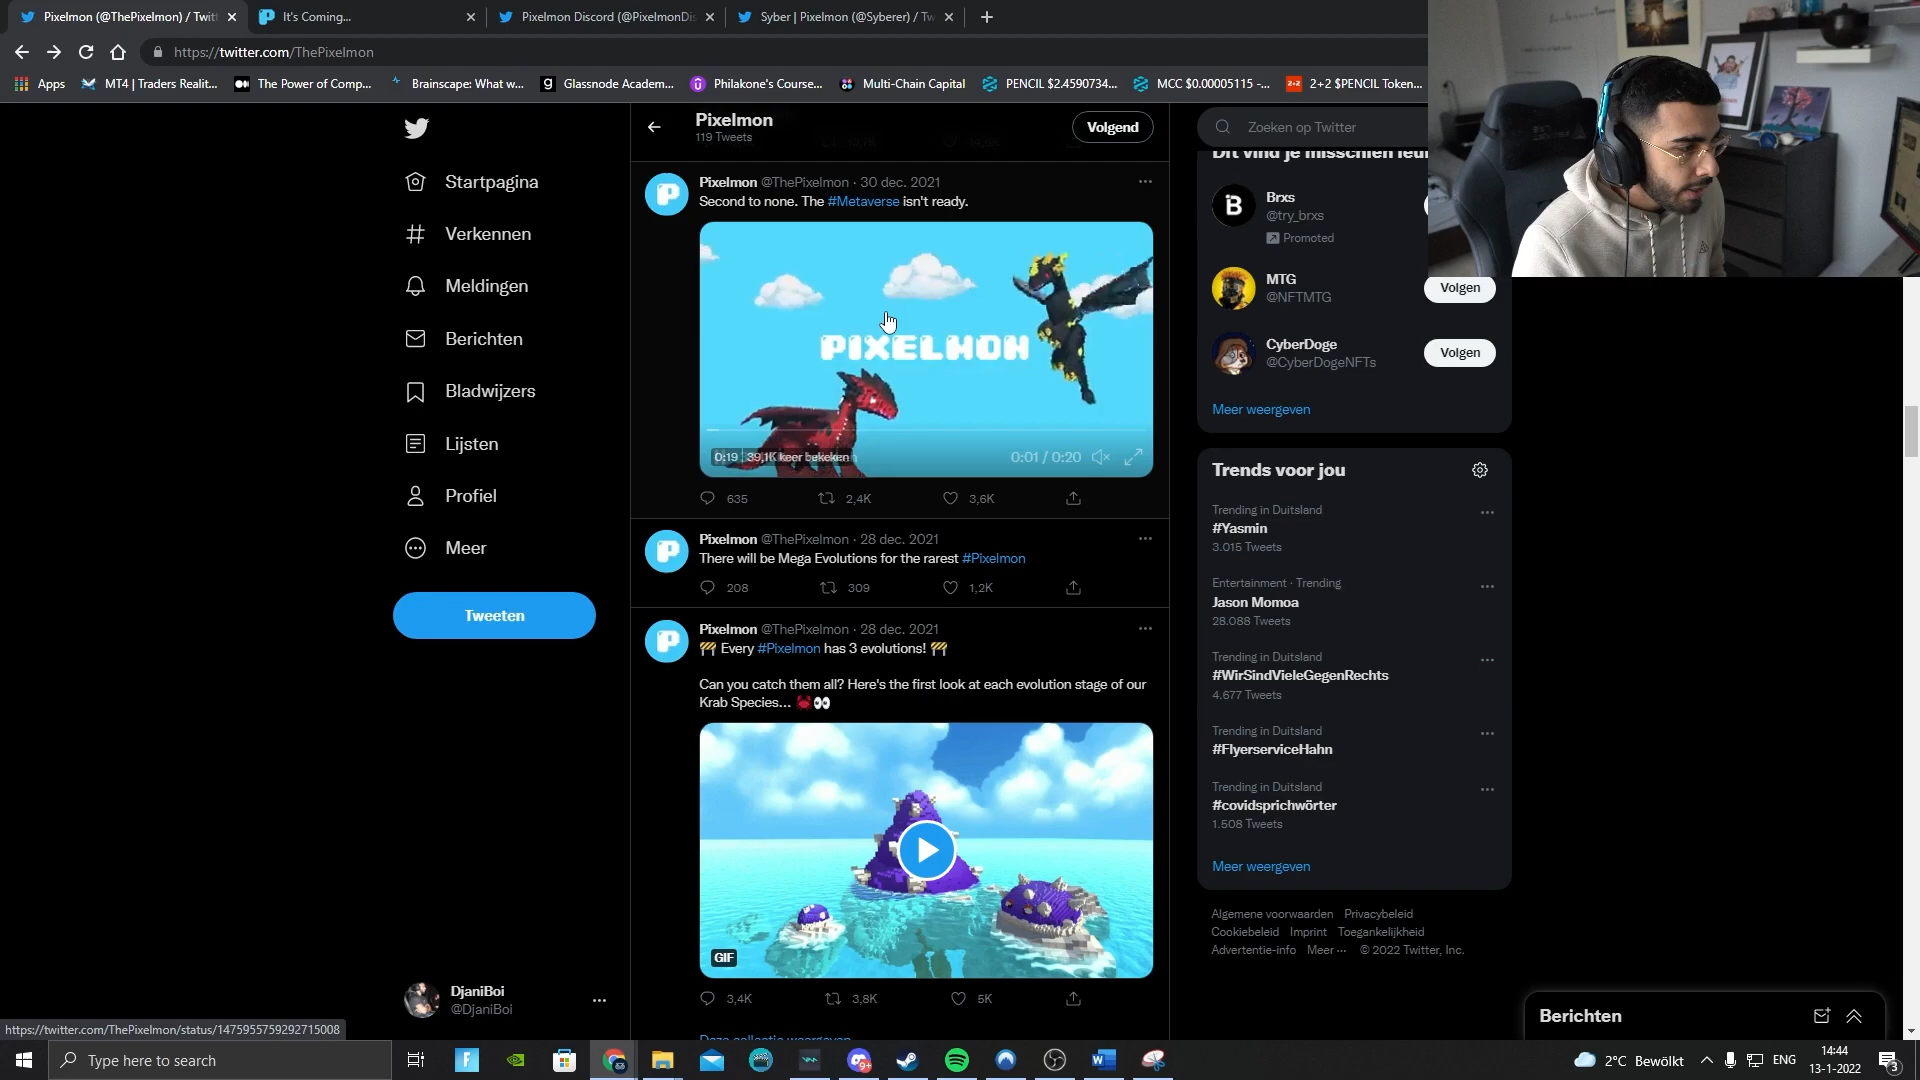 Pixelmon (@ThePixelmon) / Twitt
It's Coming...
Pixelmon Discord (@PixelmonDis
Syber | Pixelmon (@Syberer) / Tw
https://twitter.com/ThePixelmon
Apps
MT4 | Traders Realit...
The Power of Comp...
Brainscape: What w...
Glassnode Academ...
Philakone's Course...
Multi-Chain Capital
PENCIL $2.4590734...
MCC $0.00005115 -...
2+2 $PENCIL Token...
Startpagina
Verkennen
Meldingen
Berichten
Bladwijzers
Lijsten
Profiel
Meer
Tweeten
DjaniBoi
@DjaniBoi
https://twitter.com/ThePixelmon/status/1475955759292715008
Pixelmon
119 Tweets
Volgend
Pixelmon @ThePixelmon · 30 dec. 2021
Second to none. The #Metaverse isn't ready.
PIXELMON
0:19 39,1K keer bekeken
0:01 / 0:20
635 2,4K 3,6K
Pixelmon @ThePixelmon · 28 dec. 2021
There will be Mega Evolutions for the rarest #Pixelmon
208 309 1,2K
Pixelmon @ThePixelmon · 28 dec. 2021
🚧 Every #Pixelmon has 3 evolutions! 🚧
Can you catch them all? Here's the first look at each evolution stage of our
Krab Species... 🦀👀
GIF
3,4K 3,8K 5K
Deze collectie weergeven
Zoeken op Twitter
Dit vind je misschien leu
Brxs
@try_brxs
Promoted
MTG
@NFTMTG
Volgen
CyberDoge
@CyberDogeNFTs
Volgen
Meer weergeven
Trends voor jou
Trending in Duitsland
#Yasmin
3.015 Tweets
Entertainment · Trending
Jason Momoa
28.088 Tweets
Trending in Duitsland
#WirSindVieleGegenRechts
4.677 Tweets
Trending in Duitsland
#FlyerserviceHahn
Trending in Duitsland
#covidsprichwörter
1.508 Tweets
Meer weergeven
Algemene voorwaarden Privacybeleid
Cookiebeleid Imprint Toegankelijkheid
Advertentie-info Meer ··· © 2022 Twitter, Inc.
Berichten
Type here to search
9+
2°C Bewölkt
ENG
14:44
13-1-2022
3